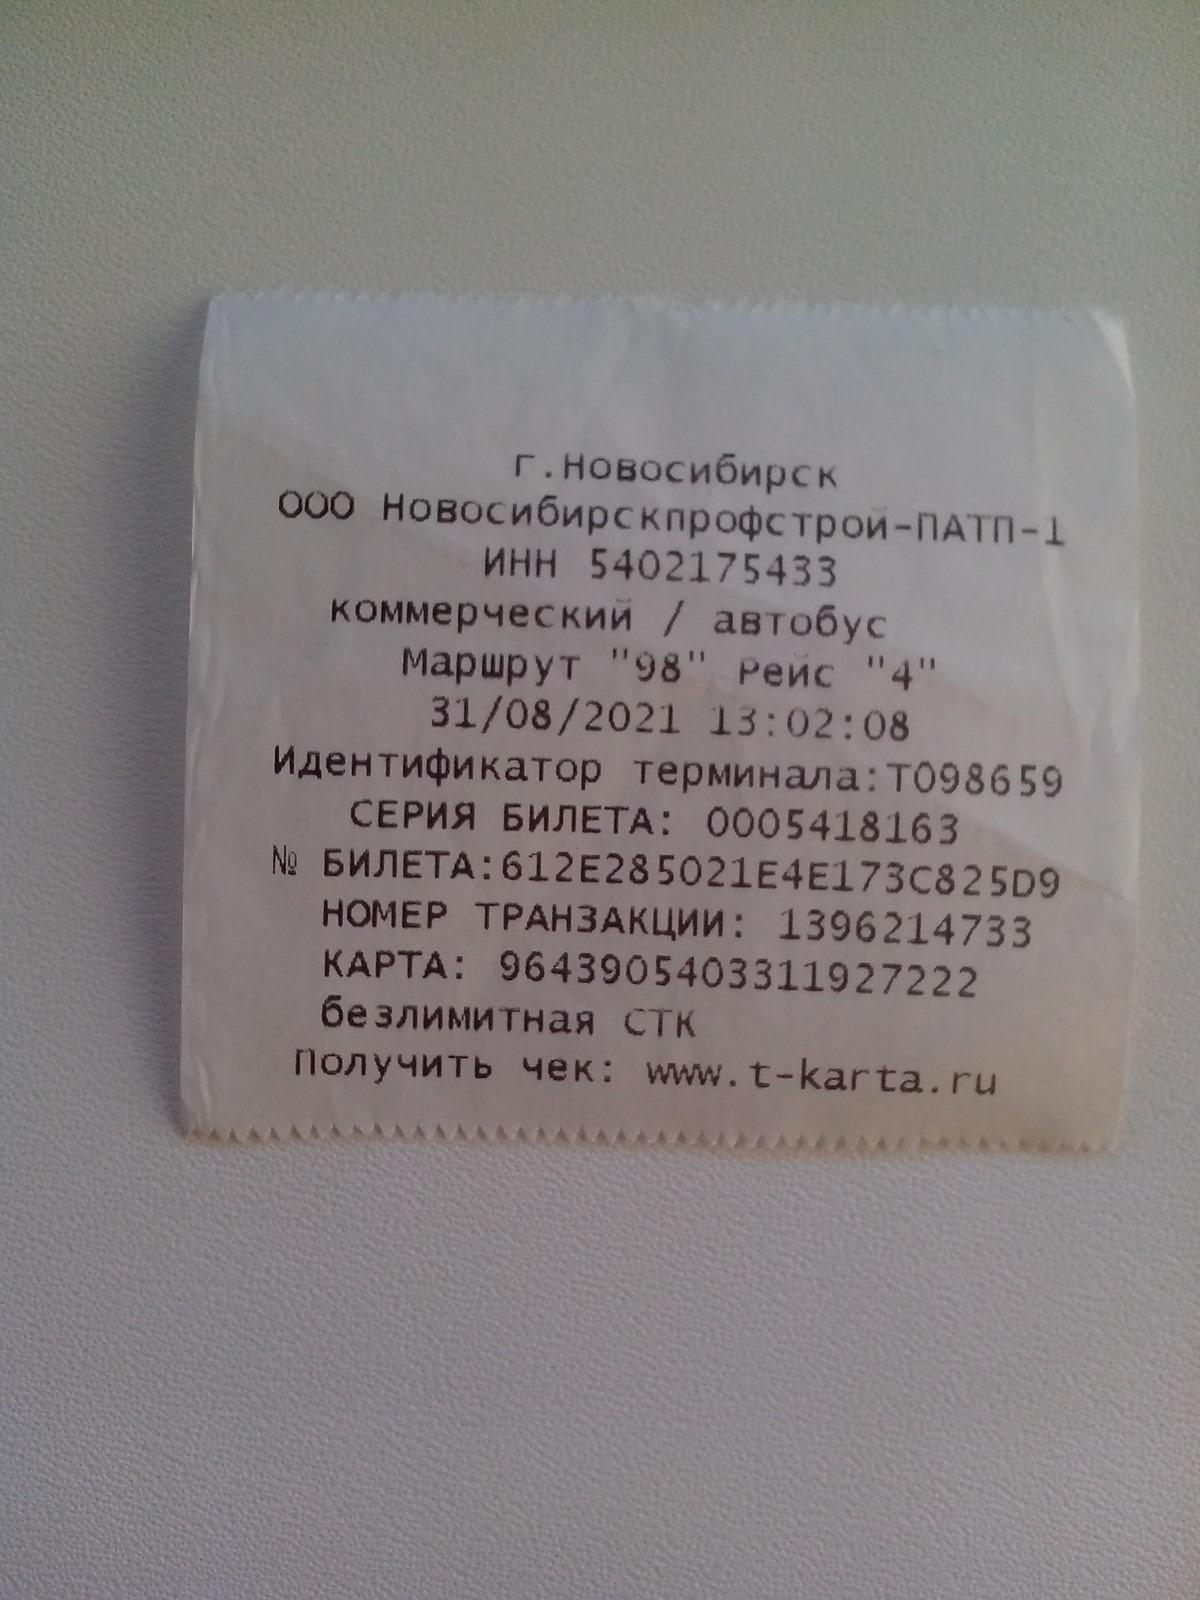 г.Новосибирск
ООО Новосибирскпрофстрой-ПАТП-1
ИНН 5402175433
коммерческий / автобус
Маршрут "98" Рейс "4"
31/08/2021 13:02:08
Идентификатор терминала:T098659
СЕРИЯ БИЛЕТА: 0005418163
№ БИЛЕТА:612E285021E4E173C825D9
НОМЕР ТРАНЗАКЦИИ: 1396214733
КАРТА: 9643905403311927222
безлимитная СТК
Получить чек: www.t-karta.ru